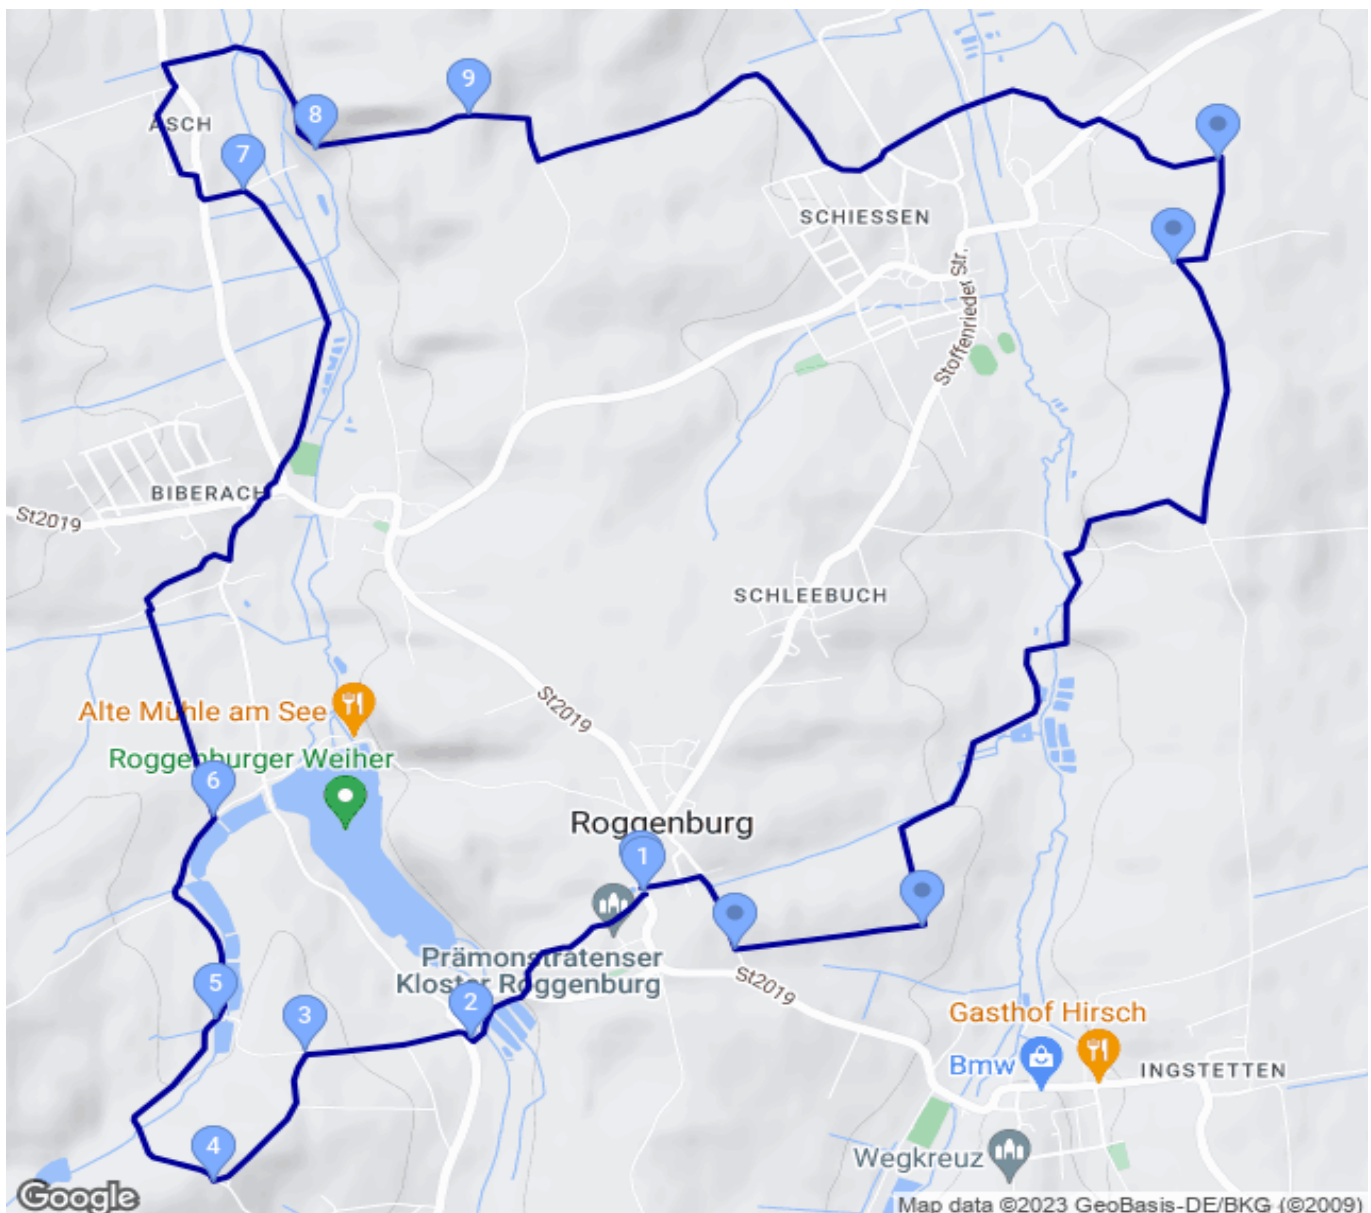 9
8
ASCH
7
SCHIESSEN
Stoffenrieder Str.
BIBERACH
St2019
SCHLEEBUCH
St2019
Alte Mühle am See
Roggenburger Weiher
6
Roggenburg
1
Prämonstratenser
Kloster Roggenburg
St2019
5
3
2
Gasthof Hirsch
Bmw
INGSTETTEN
4
Wegkreuz
Google
Map data ©2023 GeoBasis-DE/BKG (©2009)